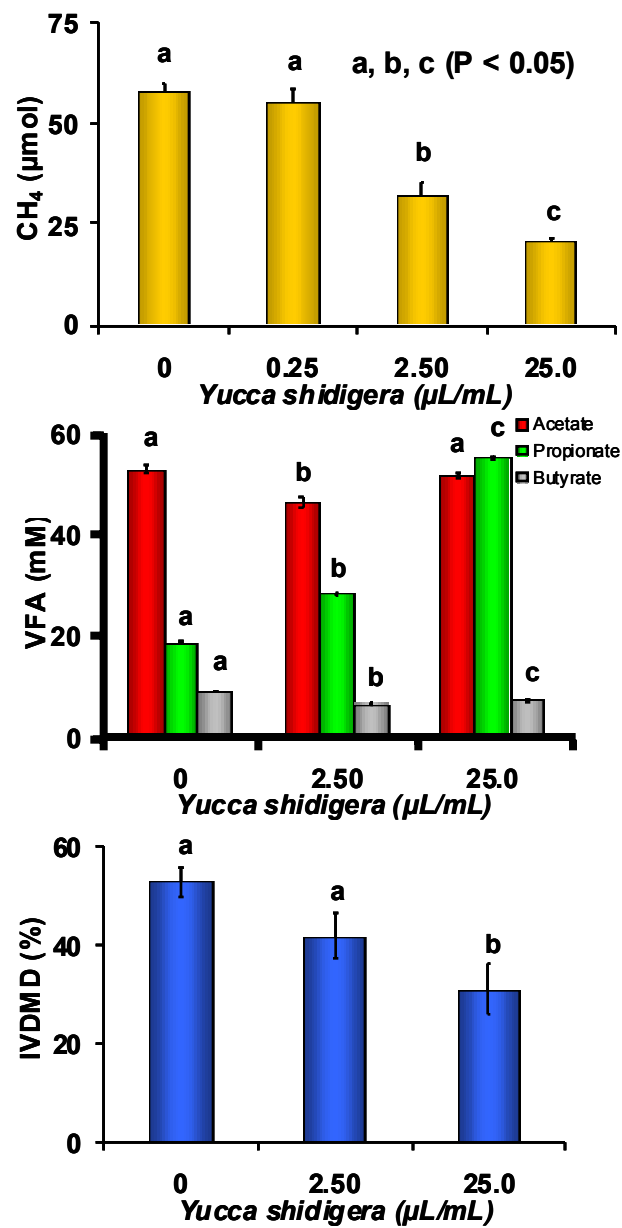 75
a
a
a, b, c (P < 0.05)
50
b
CH₄ (µmol)
c
25
0
0 0.25 2.50 25.0
Yucca shidigera (µL/mL)
Acetate
Propionate
Butyrate
60
a
b
a
c
40
VFA (mM)
b
20
a
a
b
c
0
0 2.50 25.0
Yucca shidigera (µL/mL)
60
a
a
40
b
IVDMD (%)
20
0
0 2.50 25.0
Yucca shidigera (µL/mL)